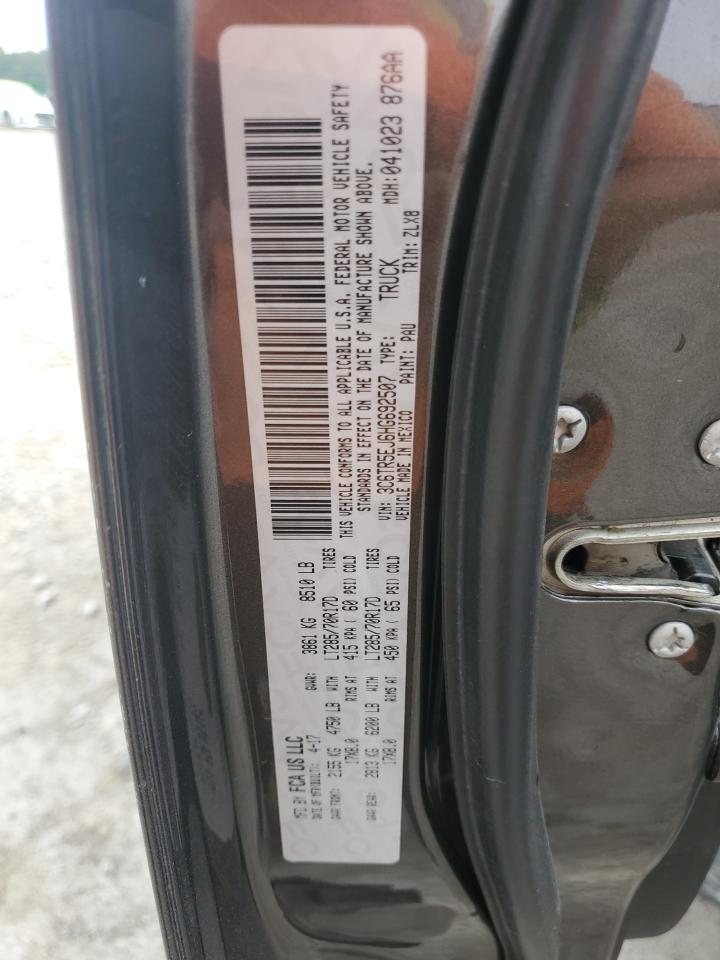 MFD BY FCA US LLC
DATE OF MFR(BUILT): 4-17 GVWR: 3861 KG 8510 LB
GAWR FRONT: 2155 KG 4750 LB WITH LT285/70R17D TIRES
17X8.0 RIMS AT 415 KPA ( 60 PSI) COLD
GAWR REAR: 2813 KG 6200 LB WITH LT285/70R17D TIRES
17X8.0 RIMS AT 450 KPA ( 65 PSI) COLD
THIS VEHICLE CONFORMS TO ALL APPLICABLE U.S.A. FEDERAL MOTOR VEHICLE SAFETY
STANDARDS IN EFFECT ON THE DATE OF MANUFACTURE SHOWN ABOVE.
VIN: 3C6TR5EJ6HG692507 TYPE: TRUCK MDH:041023 876AA
VEHICLE MADE IN MEXICO PAINT: PAU TRIM: ZLX8